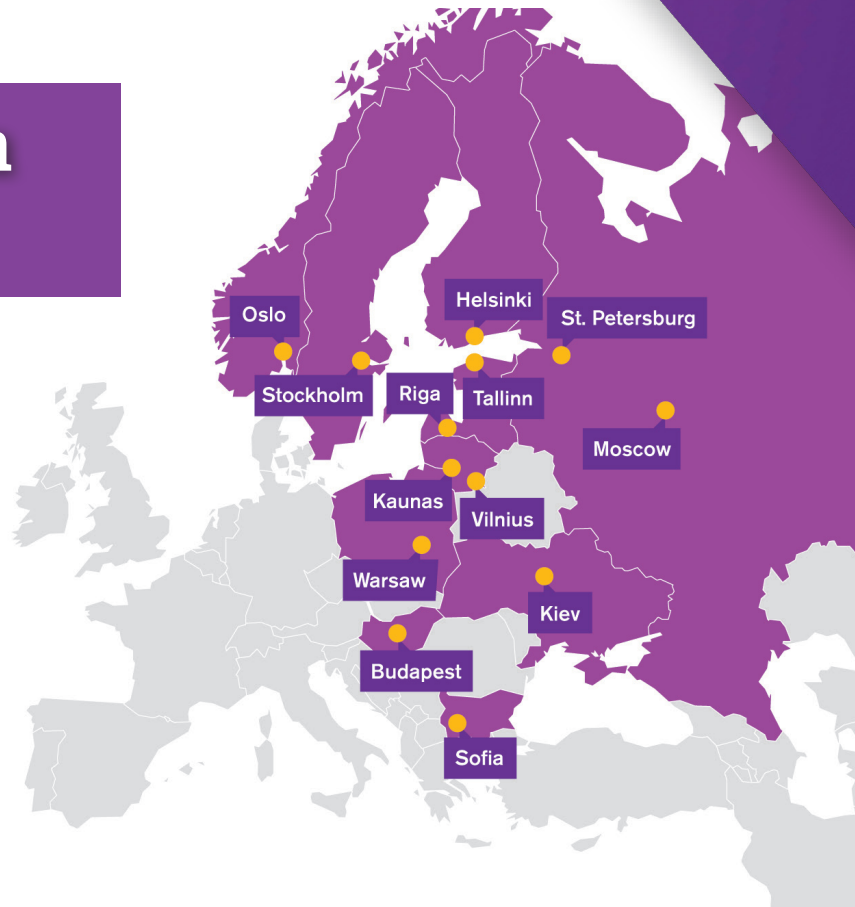 Helsinki
Oslo
St. Petersburg
Stockholm
Riga
Tallinn
Moscow
Kaunas
Vilnius
Warsaw
Kiev
Budapest
Sofia